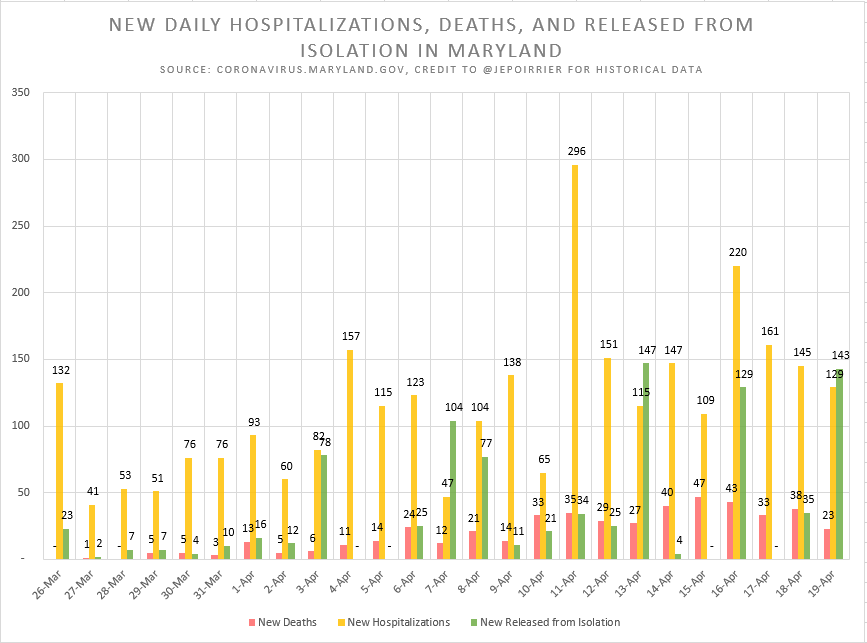 NEW DAILY HOSPITALIZATIONS, DEATHS, AND RELEASED FROM
ISOLATION IN MARYLAND
SOURCE: CORONAVIRUS.MARYLAND.GOV, CREDIT TO @JEPOIRRIER FOR HISTORICAL DATA
350
300
250
200
150
100
50
-
- 132 23
1 41 2
- 53 7
5 51 7
5 76 4
3 76 10
13 93 16
5 60 12
6 82 78
11 157 -
14 115 -
24 123 25
12 47 104
21 104 77
14 138 11
33 65 21
35 296 34
29 151 25
27 115 147
40 147 4
47 109 -
43 220 129
33 161 -
38 145 35
23 129 143
26-Mar 27-Mar 28-Mar 29-Mar 30-Mar 31-Mar 1-Apr 2-Apr 3-Apr 4-Apr 5-Apr 6-Apr 7-Apr 8-Apr 9-Apr 10-Apr 11-Apr 12-Apr 13-Apr 14-Apr 15-Apr 16-Apr 17-Apr 18-Apr 19-Apr
New Deaths New Hospitalizations New Released from Isolation